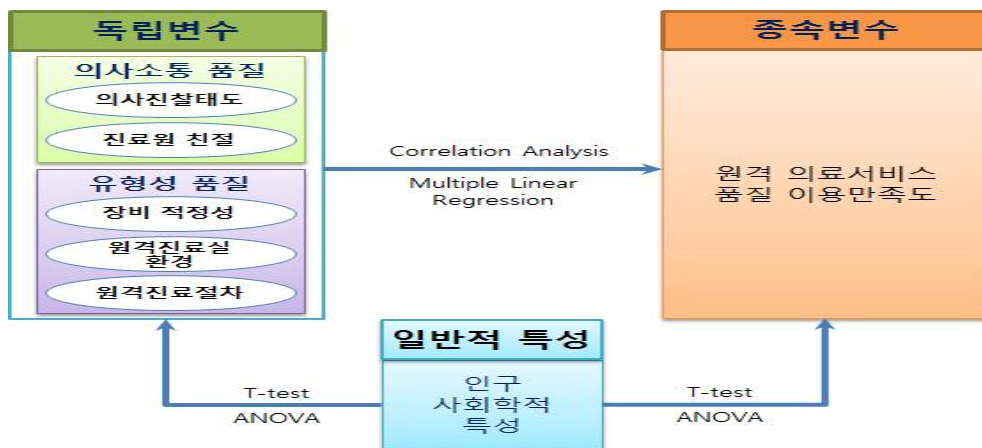 독립변수
의사소통 품질
의사진찰태도
진료원 친절
유형성 품질
장비 적정성
원격진료실
환경
원격진료절차
Correlation Analysis
Multiple Linear
Regression
종속변수
원격 의료서비스
품질 이용만족도
일반적 특성
인구
사회학적
특성
T-test
ANOVA
T-test
ANOVA